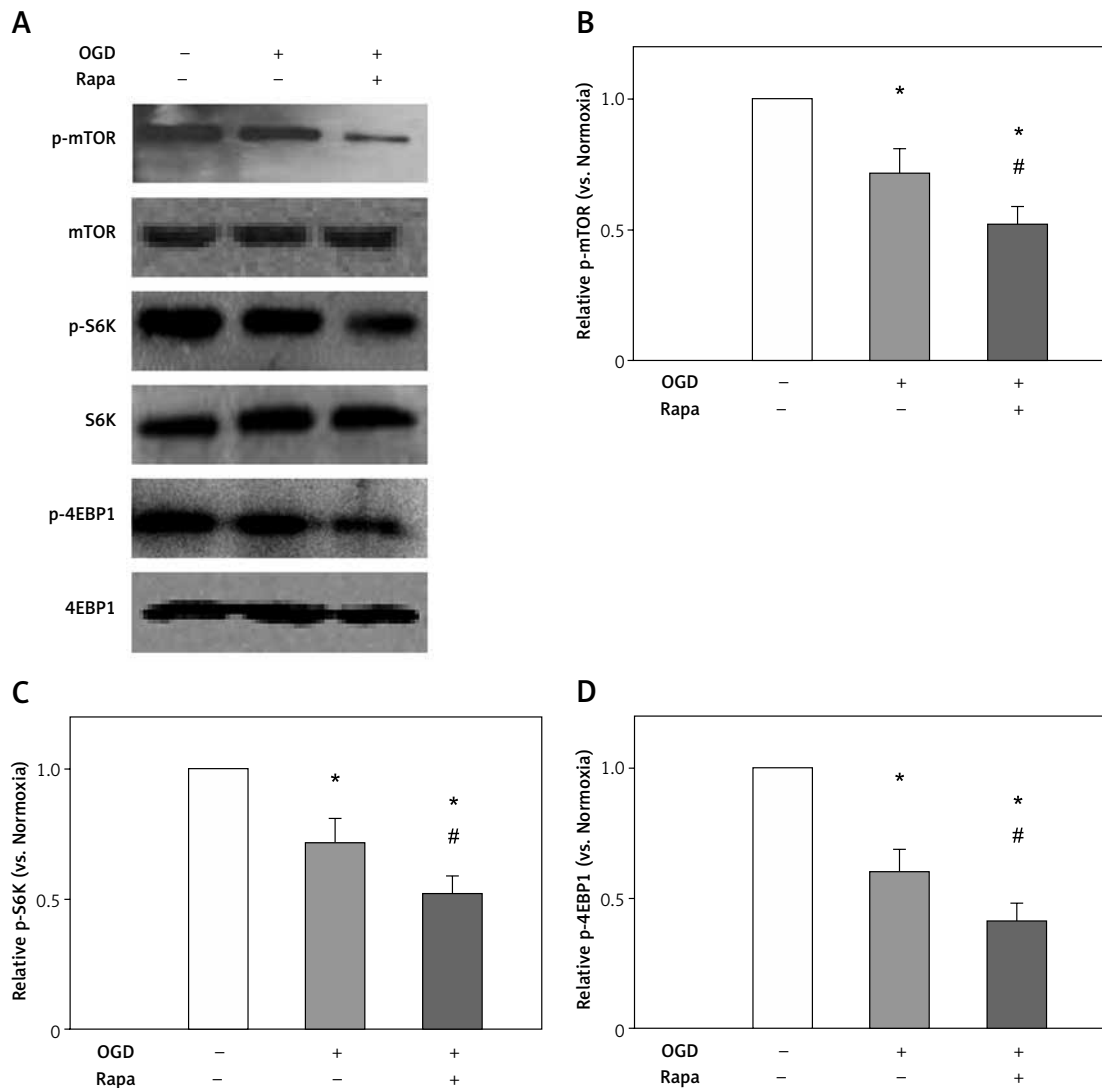 A
OGD – + +
Rapa – – +
p-mTOR
mTOR
p-S6K
S6K
p-4EBP1
4EBP1
B
Relative p-mTOR (vs. Normoxia)
1.0
0.5
0
*
*
#
OGD – + +
Rapa – – +
C
Relative p-S6K (vs. Normoxia)
1.0
0.5
0
*
*
#
OGD – + +
Rapa – – +
D
Relative p-4EBP1 (vs. Normoxia)
1.0
0.5
0
*
*
#
OGD – + +
Rapa – – +